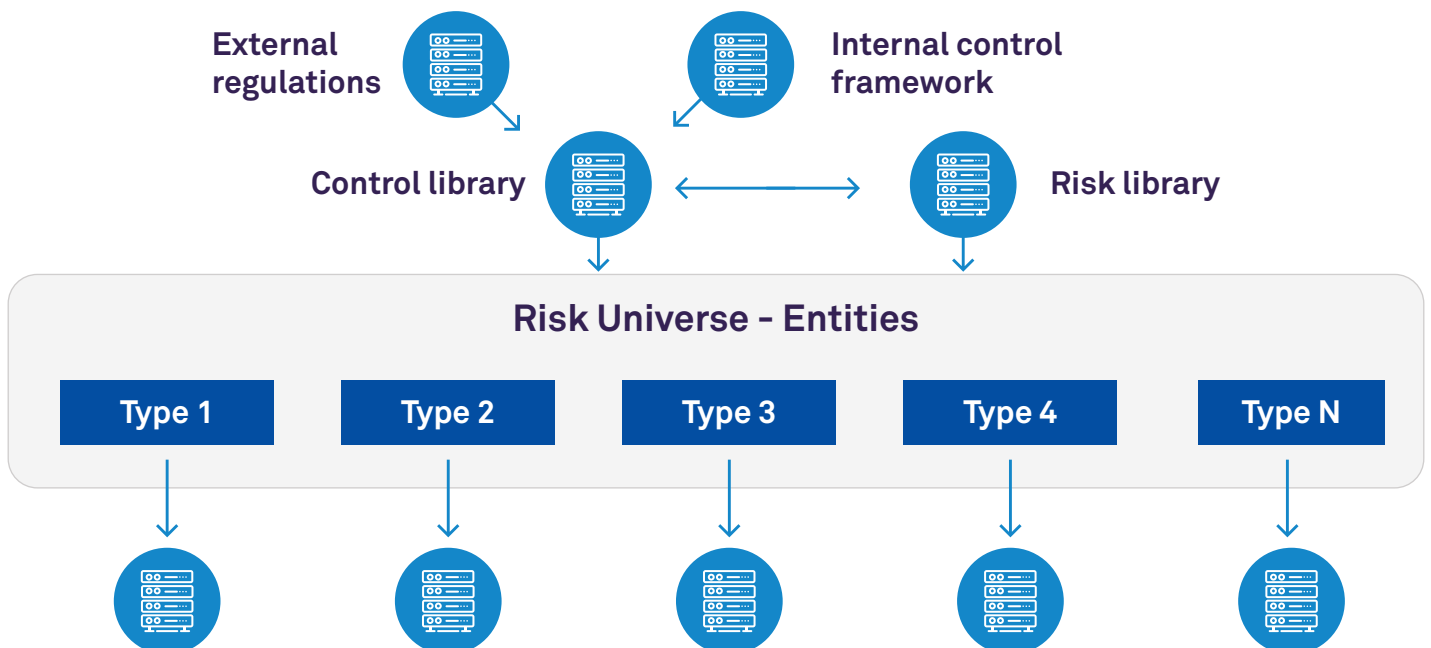 External
regulations
Internal control
framework
Control library
Risk library
Risk Universe - Entities
Type 1
Type 2
Type 3
Type 4
Type N